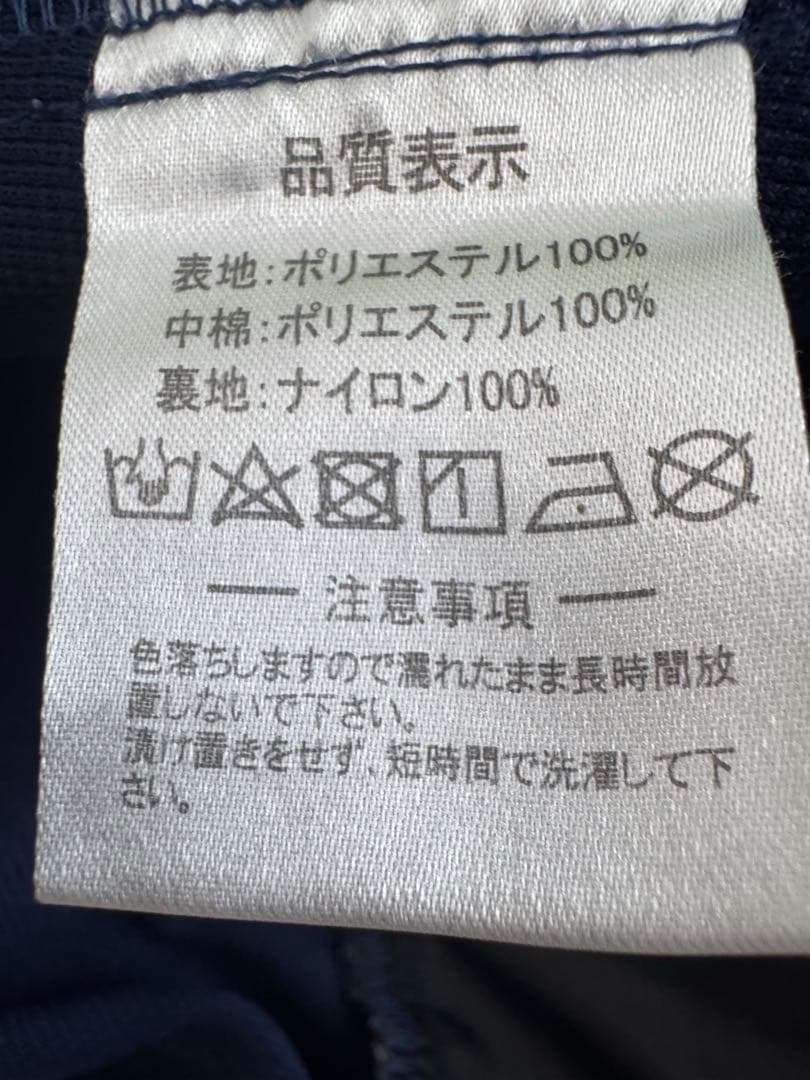 品質表示
表地:ポリエステル100%
中棉:ポリエステル100%
裏地:ナイロン100%
注意事項
色落ちしますので濡れたまま長時間放
置しないで下さい。
漬け置きをせず、短時間で洗濯して下
さい。